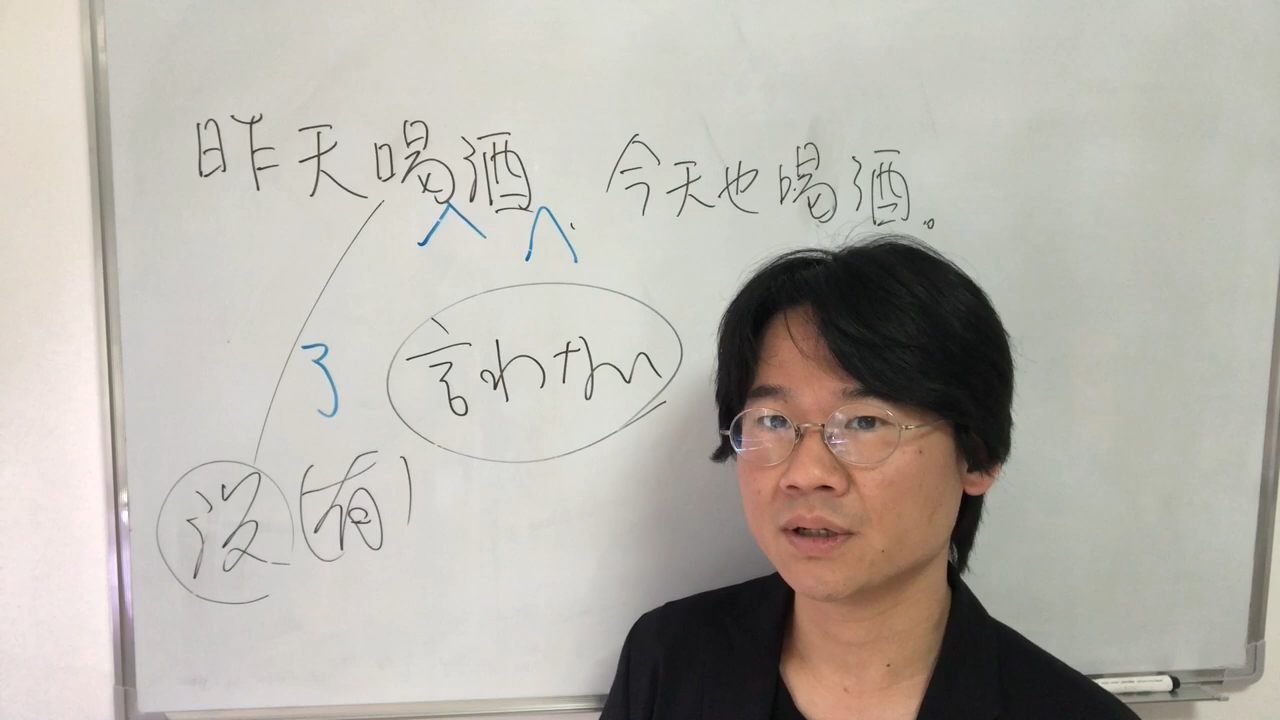 昨天喝酒、今天也喝酒。
了
言わない
没(有)